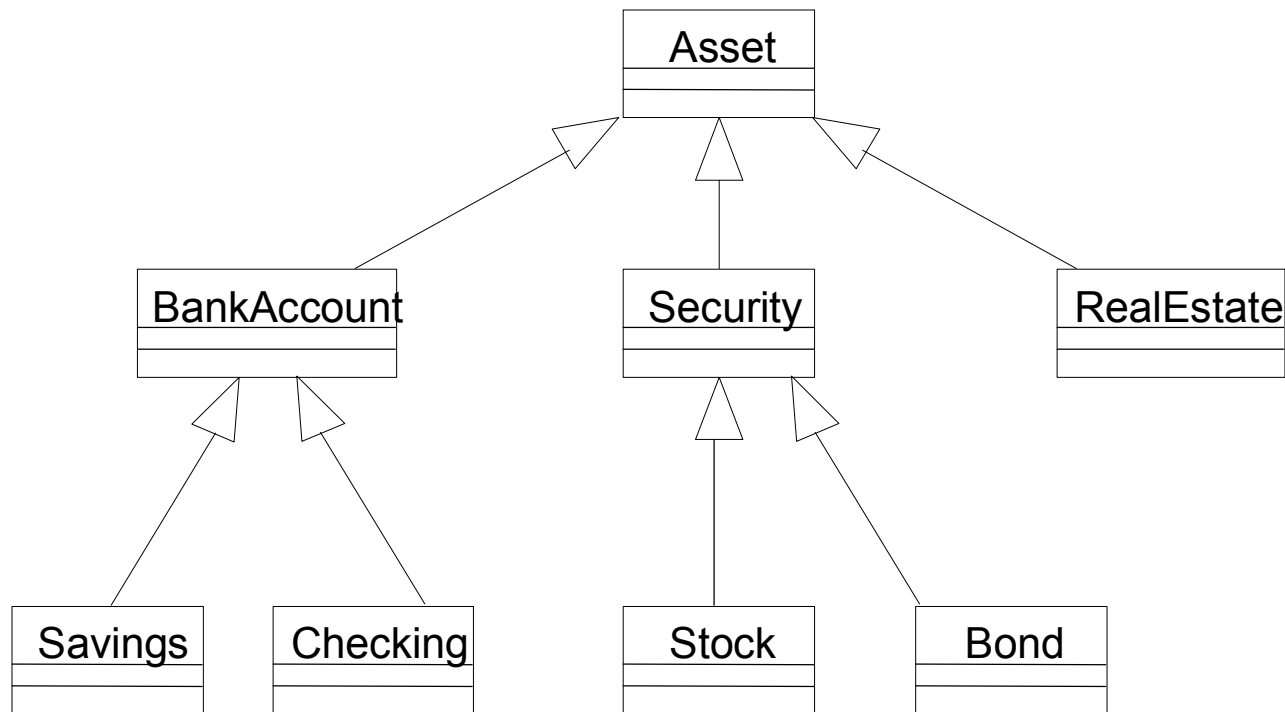 Asset
BankAccount
Security
RealEstate
Savings
Checking
Stock
Bond